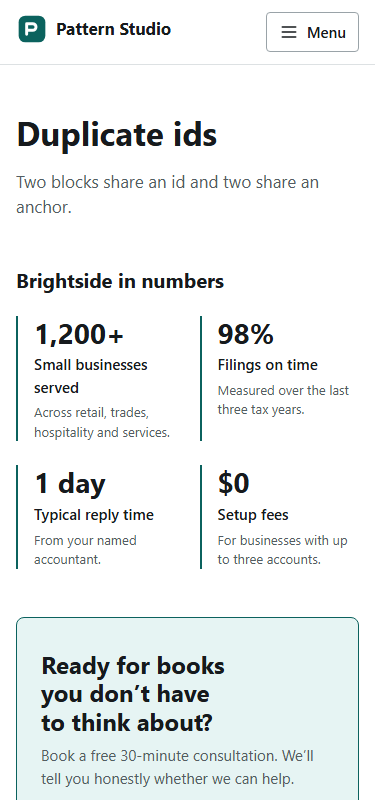 Pattern Studio
Menu
Duplicate ids
Two blocks share an id and two share an
anchor.
Brightside in numbers
1,200+
Small businesses
served
Across retail, trades,
hospitality and services.
98%
Filings on time
Measured over the last
three tax years.
1 day
Typical reply time
From your named
accountant.
$0
Setup fees
For businesses with up
to three accounts.
Ready for books
you don’t have
to think about?
Book a free 30-minute consultation. We’ll
tell you honestly whether we can help.